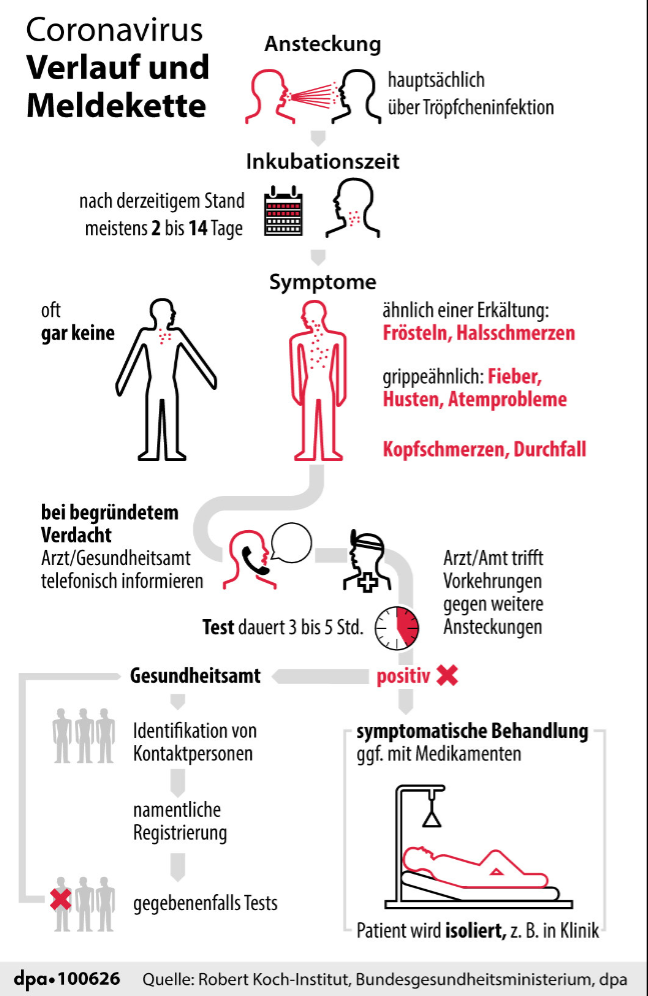 Coronavirus
Verlauf und
Meldekette
Ansteckung
hauptsächlich
über Tröpfcheninfektion
Inkubationszeit
nach derzeitigem Stand
meistens 2 bis 14 Tage
Symptome
oft
gar keine
ähnlich einer Erkältung:
Frösteln, Halsschmerzen
grippeähnlich: Fieber,
Husten, Atemprobleme
Kopfschmerzen, Durchfall
bei begründetem
Verdacht
Arzt/Gesundheitsamt
telefonisch informieren
Arzt/Amt trifft
Vorkehrungen
gegen weitere
Ansteckungen
Test dauert 3 bis 5 Std.
positiv
Gesundheitsamt
Identifikation von
Kontaktpersonen
namentliche
Registrierung
gegebenenfalls Tests
symptomatische Behandlung
ggf. mit Medikamenten
Patient wird isoliert, z. B. in Klinik
dpa•100626 Quelle: Robert Koch-Institut, Bundesgesundheitsministerium, dpa